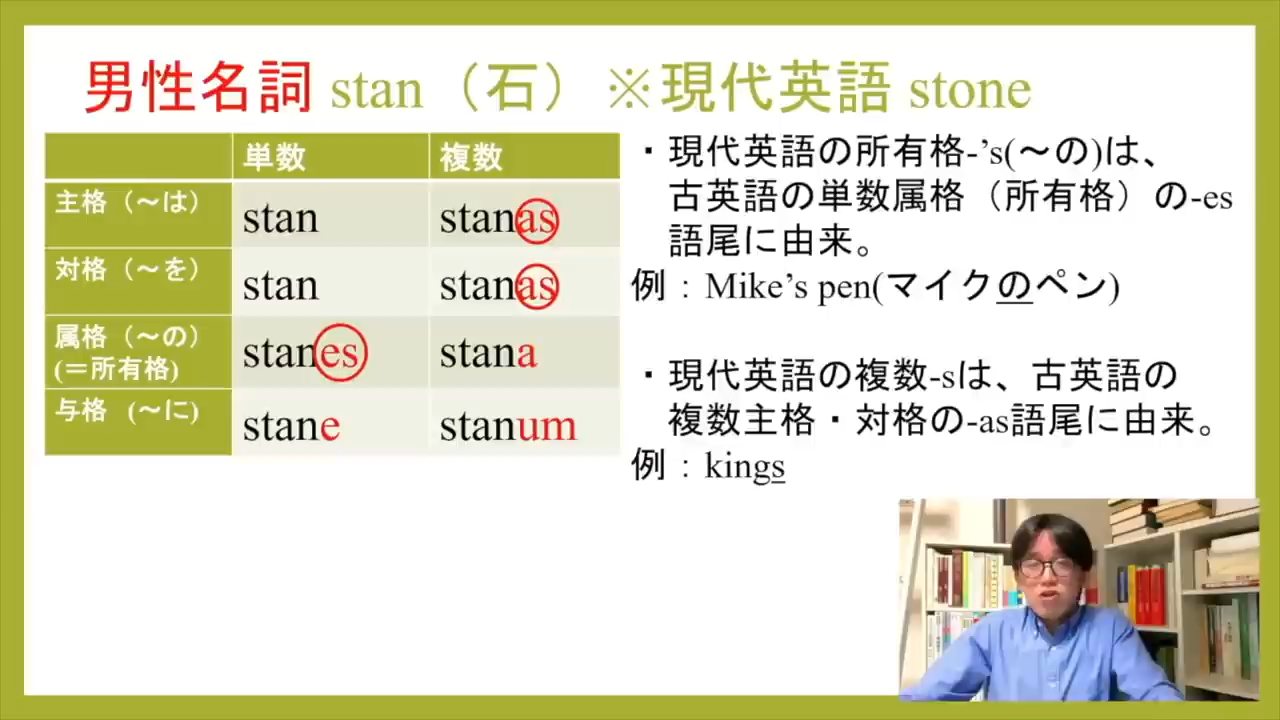 男性名詞 stan（石）※現代英語 stone
単数 複数
主格（～は） stan stanas
対格（～を） stan stanas
属格（～の）
(＝所有格) stanes stana
与格 (～に) stane stanum
・現代英語の所有格-’s(～の)は、
古英語の単数属格（所有格）の-es
語尾に由来。
例：Mike’s pen(マイクのペン)
・現代英語の複数-sは、古英語の
複数主格・対格の-as語尾に由来。
例：kings